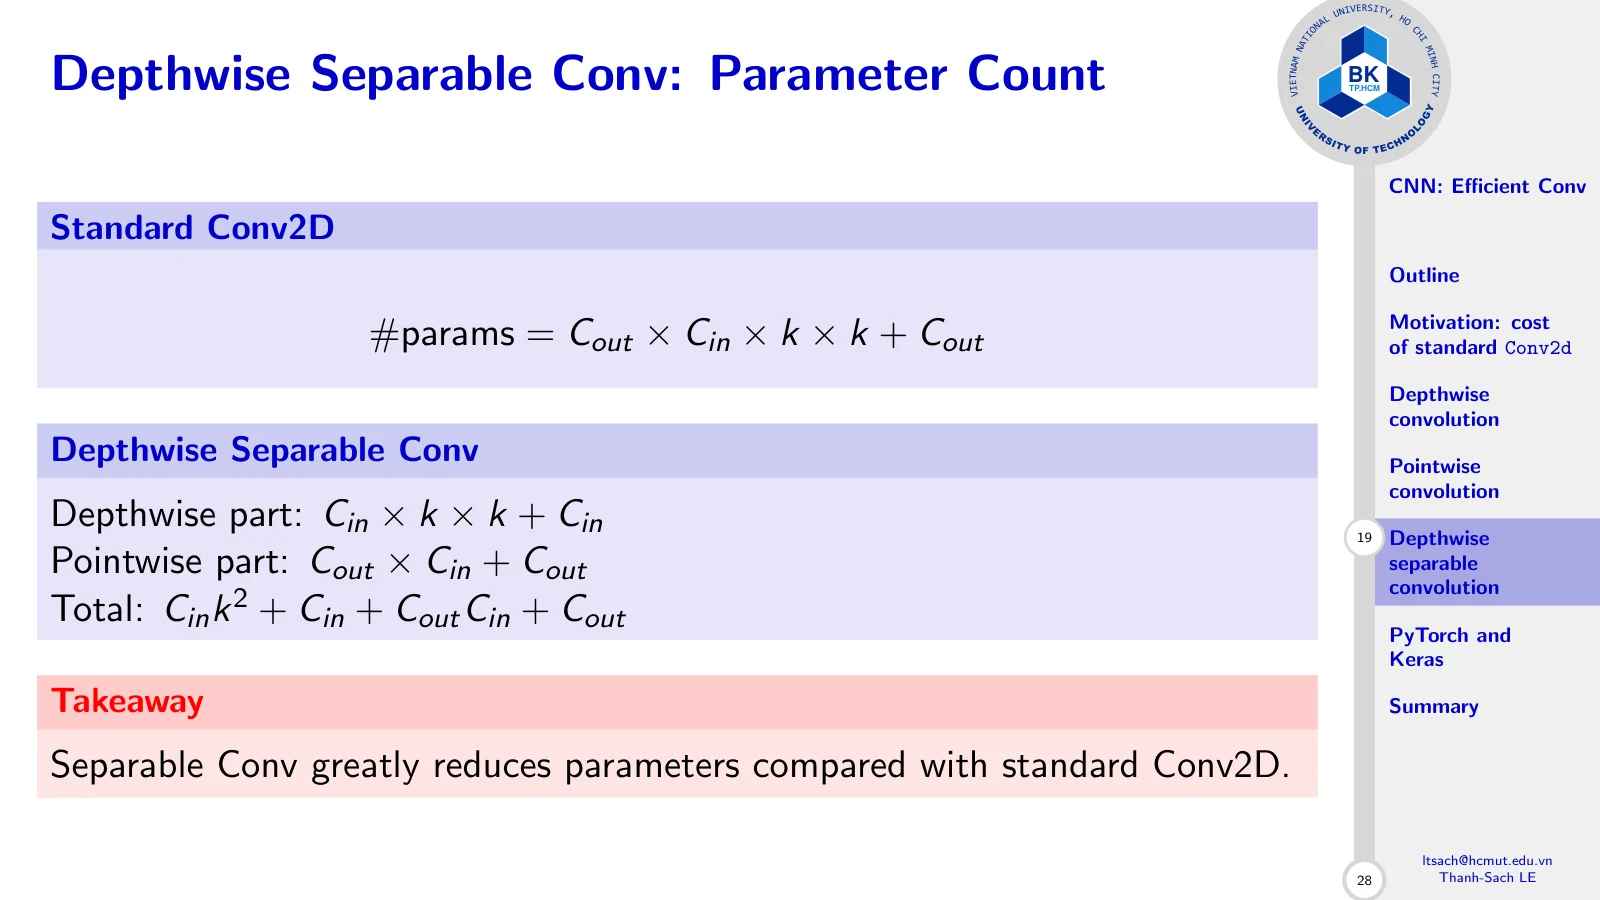 Depthwise Separable Conv: Parameter Count
VIETNAM NATIONAL UNIVERSITY, HO CHI MINH CITY
BK
TP.HCM
UNIVERSITY OF TECHNOLOGY
Standard Conv2D
#params = C_out × C_in × k × k + C_out
Depthwise Separable Conv
Depthwise part: C_in × k × k + C_in
Pointwise part: C_out × C_in + C_out
Total: C_in k² + C_in + C_out C_in + C_out
Takeaway
Separable Conv greatly reduces parameters compared with standard Conv2D.
CNN: Efficient Conv
Outline
Motivation: cost
of standard Conv2d
Depthwise
convolution
Pointwise
convolution
19
Depthwise
separable
convolution
PyTorch and
Keras
Summary
ltsach@hcmut.edu.vn
Thanh-Sach LE
28